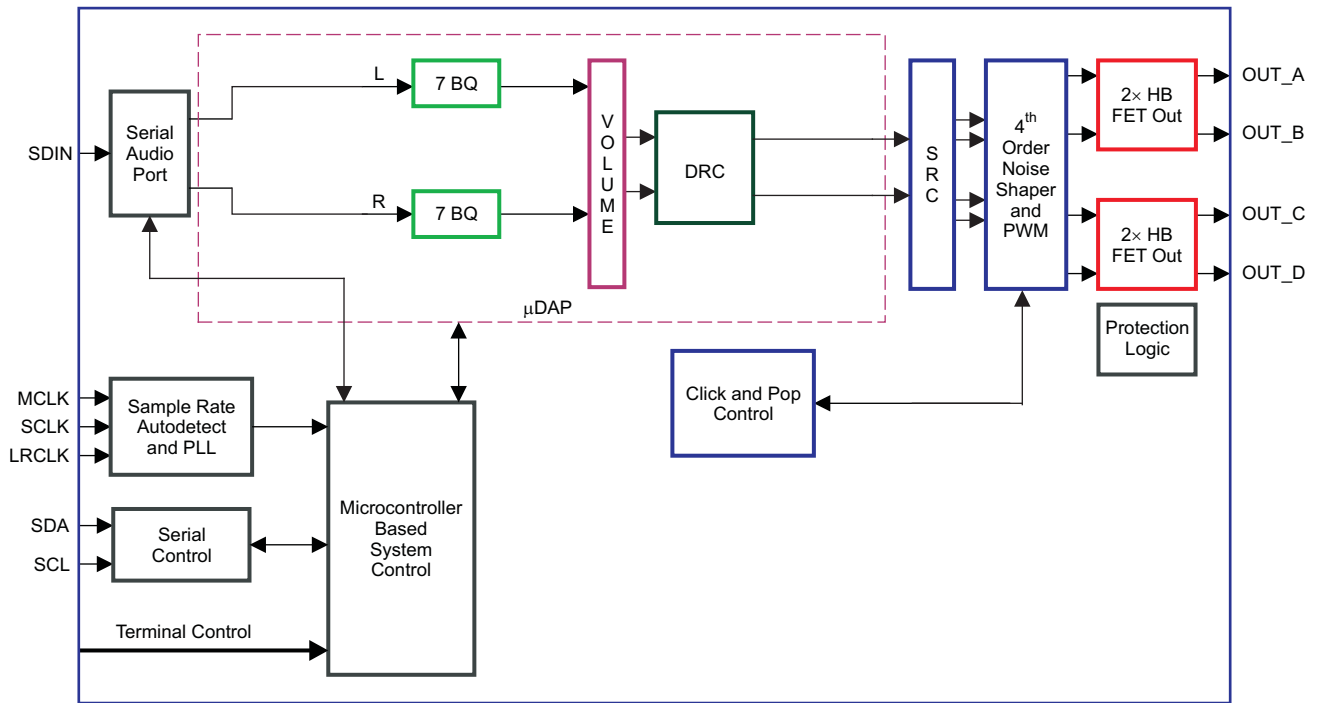 SDIN
Serial
Audio
Port
L
7 BQ
R
7 BQ
V
O
L
U
M
E
DRC
μDAP
S
R
C
4th
Order
Noise
Shaper
and
PWM
2× HB
FET Out
OUT_A
OUT_B
2× HB
FET Out
OUT_C
OUT_D
Protection
Logic
Click and Pop
Control
MCLK
SCLK
LRCLK
Sample Rate
Autodetect
and PLL
SDA
SCL
Serial
Control
Microcontroller
Based
System
Control
Terminal Control